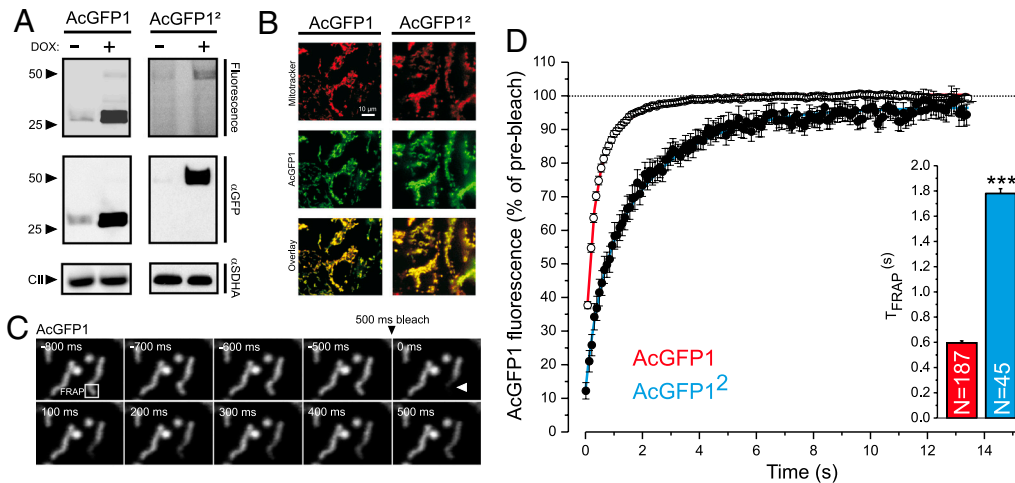 A
AcGFP1 AcGFP1²
DOX: - + - +
50
25
Fluorescence
50
25
αGFP
CII
αSDHA
B
AcGFP1 AcGFP1²
Mitotracker
10 µm
AcGFP1
Overlay
C
AcGFP1
500 ms bleach
-800 ms -700 ms -600 ms -500 ms 0 ms
FRAP
100 ms 200 ms 300 ms 400 ms 500 ms
D
AcGFP1 fluorescence (% of pre-bleach)
110
100
90
80
70
60
50
40
30
20
10
0
0 2 4 6 8 10 12 14
Time (s)
AcGFP1
AcGFP1²
TFRAP (s)
2.0
1.8
1.6
1.4
1.2
1.0
0.8
0.6
0.4
0.2
0
***
N=187
N=45